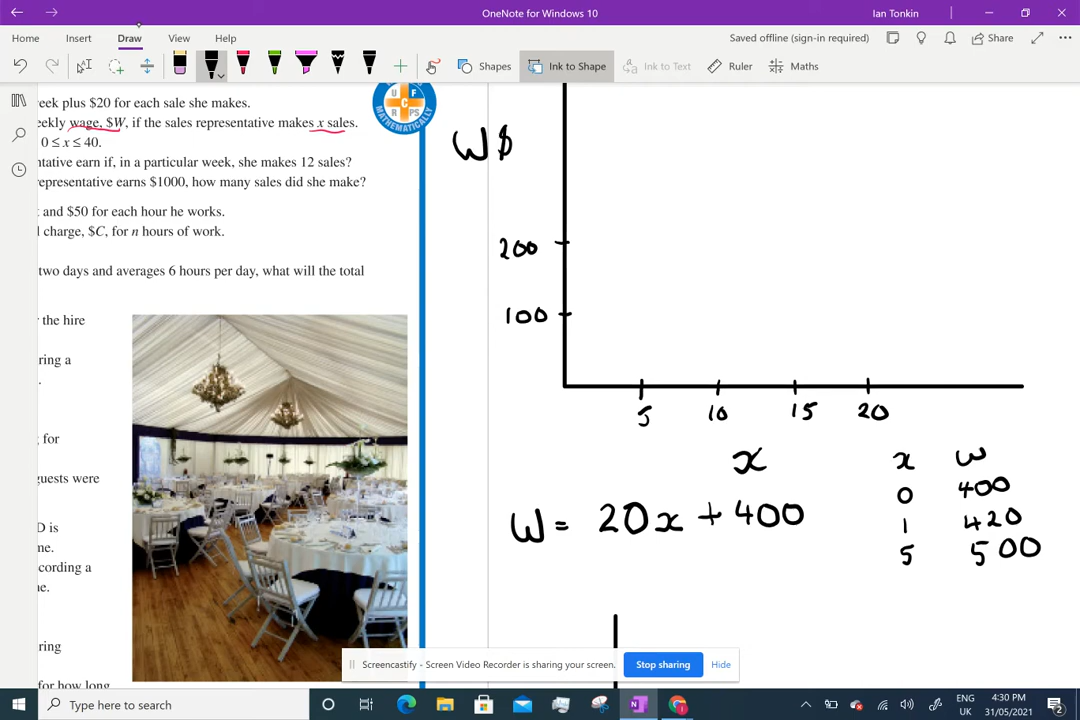 OneNote for Windows 10
Ian Tonkin
Home Insert Draw View Help
Saved offline (sign-in required)
Share
Shapes
Ink to Shape
Ink to Text
Ruler
Maths
eek plus $20 for each sale she makes.
eekly wage, $W, if the sales representative makes x sales.
0 ≤ x ≤ 40.
ntative earn if, in a particular week, she makes 12 sales?
representative earns $1000, how many sales did she make?
t and $50 for each hour he works.
l charge, $C, for n hours of work.
two days and averages 6 hours per day, what will the total
r the hire
ring a
.
g for
guests were
D is
ne.
cording a
e.
ring
for how long
U F
C
R PS
MATHEMATICALLY
W $
200
100
5 10 15 20
x
W = 20x + 400
x W
0 400
1 420
5 500
Screencastify - Screen Video Recorder is sharing your screen.
Stop sharing
Hide
Type here to search
ENG
UK
4:30 PM
31/05/2021
2